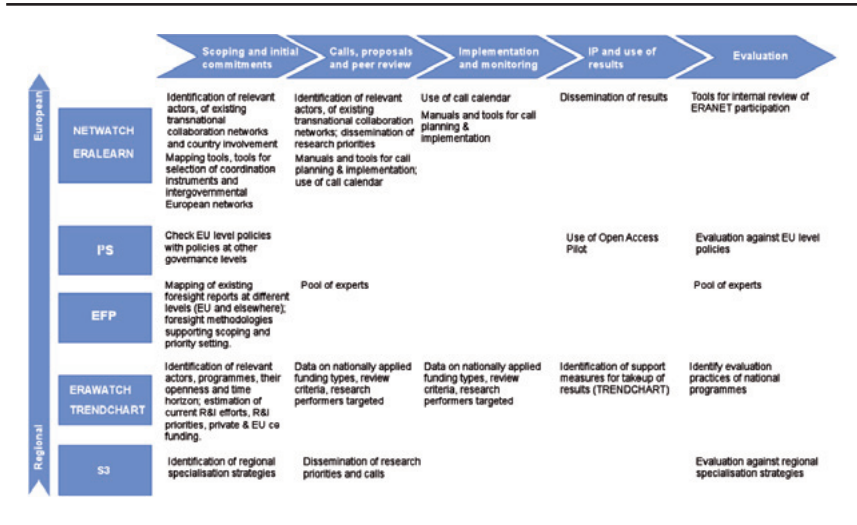 Scoping and initial
commitments
Calls, proposals
and peer review
Implementation
and monitoring
IP and use of
results
Evaluation
European
Regional
NETWATCH
ERALEARN
Identification of relevant
actors, of existing
transnational
collaboration networks
and country involvement
Mapping tools, tools for
selection of coordination
instruments and
intergovernmental
European networks
Identification of relevant
actors, of existing
transnational collaboration
networks; dissemination of
research priorities
Manuals and tools for call
planning & implementation;
use of call calendar
Use of call calendar
Manuals and tools for call
planning &
implementation
Dissemination of results
Tools for internal review of
ERANET participation
I²S
Check EU level policies
with policies at other
governance levels
Use of Open Access
Pilot
Evaluation against EU level
policies
EFP
Mapping of existing
foresight reports at different
levels (EU and elsewhere);
foresight methodologies
supporting scoping and
priority setting.
Pool of experts
Pool of experts
ERAWATCH
TRENDCHART
Identification of relevant
actors, programmes, their
openness and time
horizon; estimation of
current R&I efforts, R&I
priorities, private & EU co
funding.
Data on nationally applied
funding types, review
criteria, research
performers targeted
Data on nationally applied
funding types, review
criteria, research
performers targeted
Identification of support
measures for takeup of
results (TRENDCHART)
Identify evaluation
practices of national
programmes
S3
Identification of regional
specialisation strategies
Dissemination of research
priorities and calls
Evaluation against regional
specialisation strategies